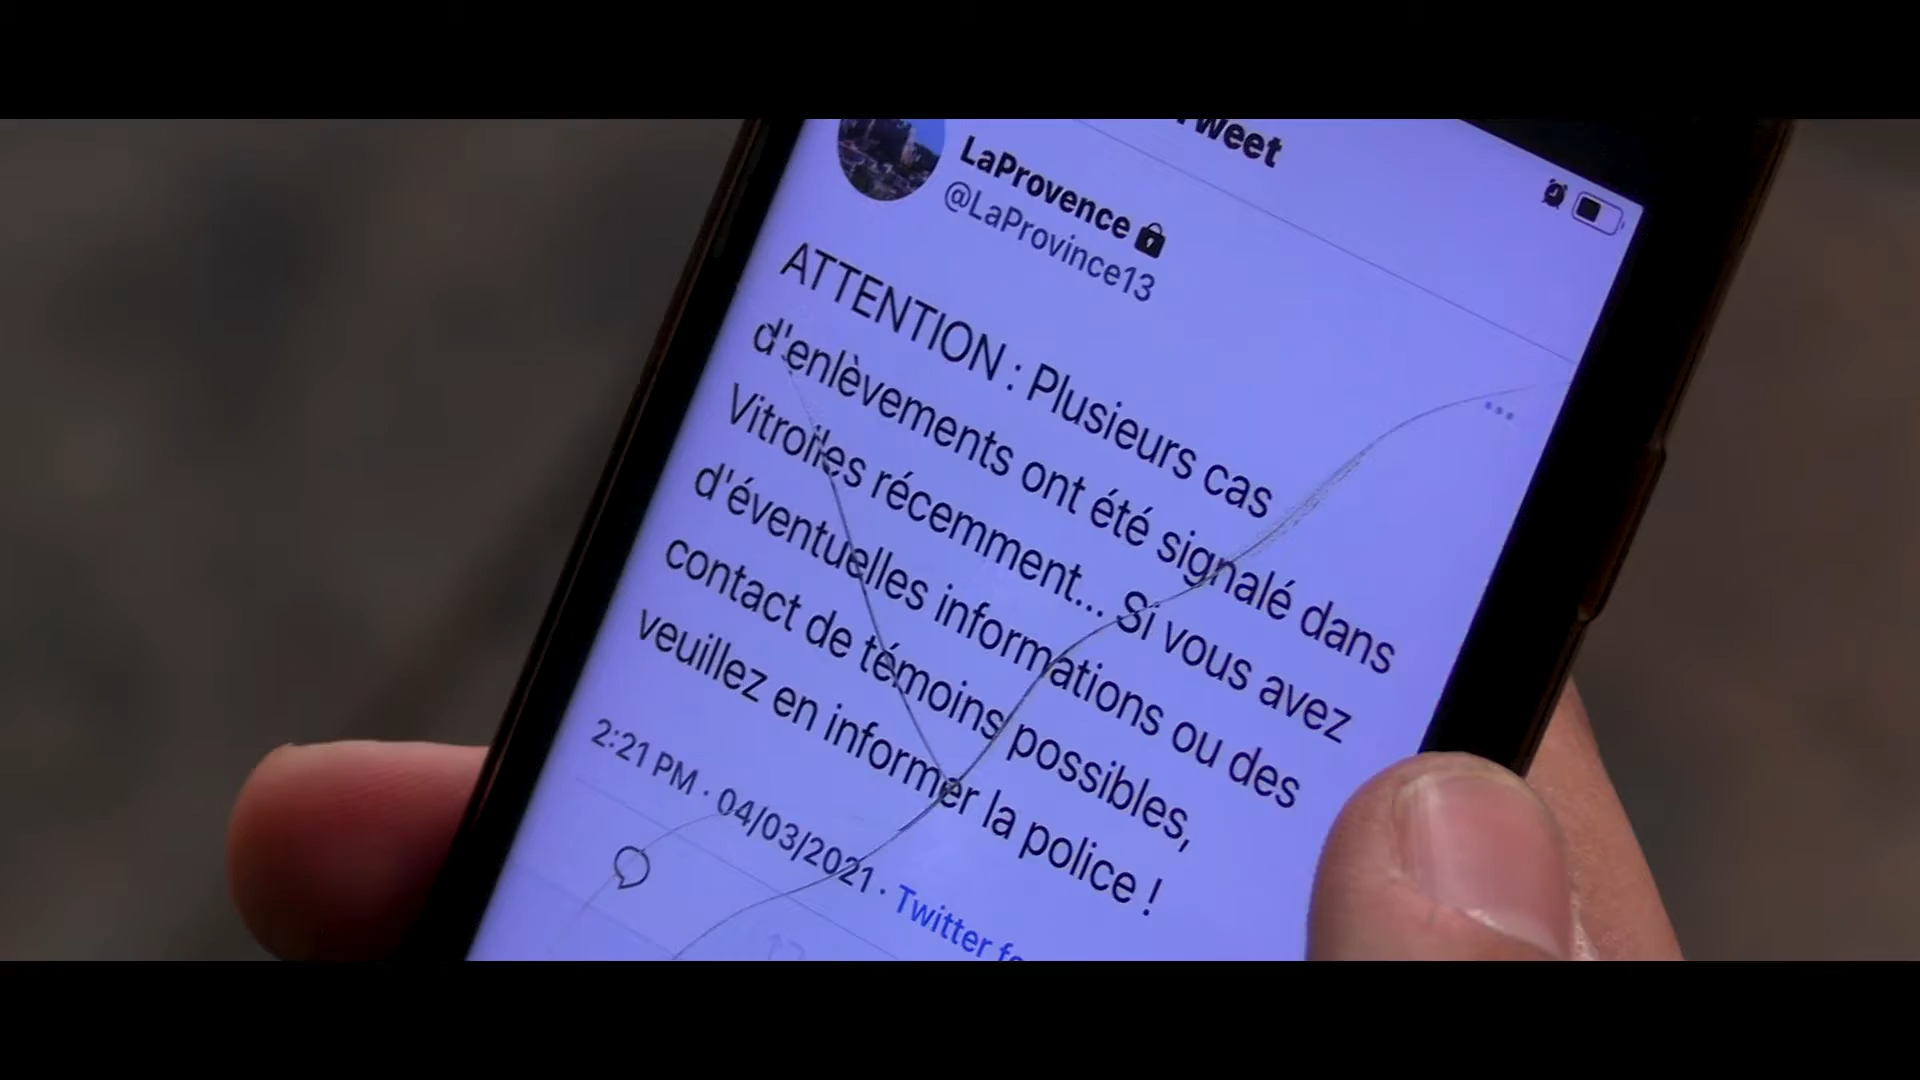 Tweet
LaProvence
@LaProvince13
ATTENTION : Plusieurs cas
d'enlèvements ont été signalé dans
Vitrolles récemment... Si vous avez
d'éventuelles informations ou des
contact de témoins possibles,
veuillez en informer la police !
2:21 PM · 04/03/2021 · Twitter